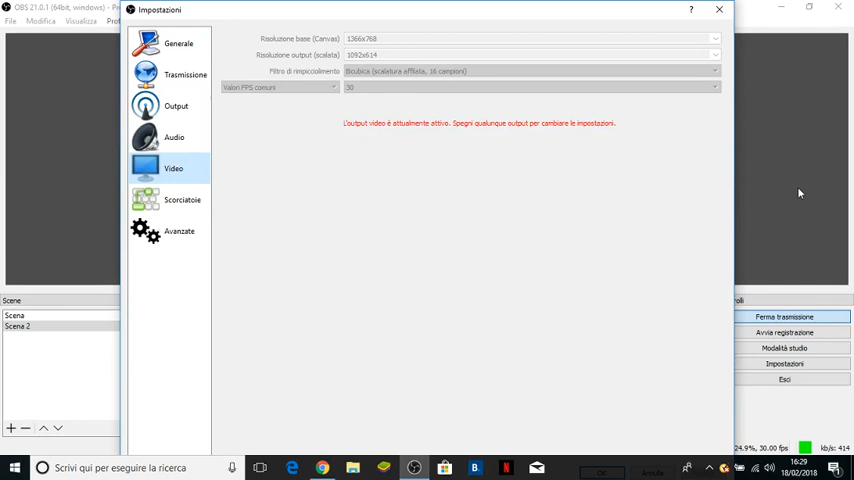 OBS 21.0.1 (64bit, windows)
File Modifica Visualizza
Impostazioni
?
Generale
Trasmissione
Output
Audio
Video
Scorciatoie
Avanzate
Risoluzione base (Canvas) 1366x768
Risoluzione output (scalata) 1092x614
Filtro di rimpicciolimento Bicubica (scalatura affilata, 16 campioni)
Valori FPS comuni 30
L'output video è attualmente attivo. Spegni qualunque output per cambiare le impostazioni.
Scene
Scena
Scena 2
Ferma trasmissione
Avvia registrazione
Modalità studio
Impostazioni
Esci
24.9%, 30.00 fps kb/s: 414
OK Annulla
Scrivi qui per eseguire la ricerca
B.
N
16:29
18/02/2018